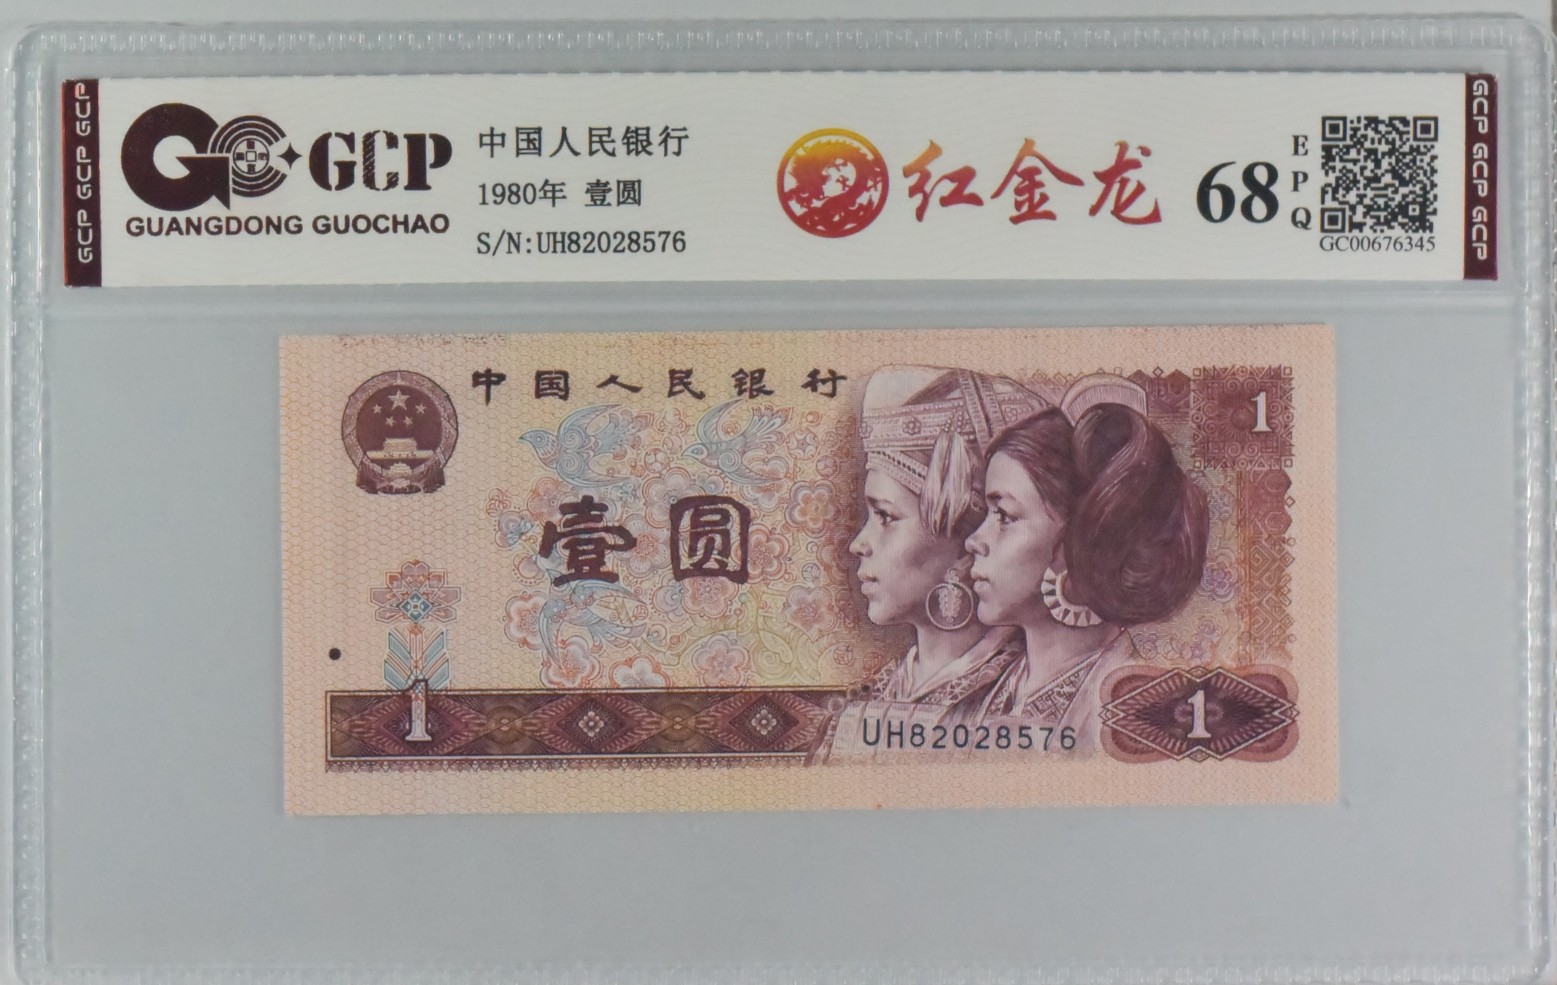 GCP GCP GCP
GCP
GUANGDONG GUOCHAO
中国人民银行
1980年 壹圆
S/N:UH82028576
红金龙
68
EPQ
GC00676345
GCP GCP GCP
中国人民银行
1
壹圆
1
UH82028576
1